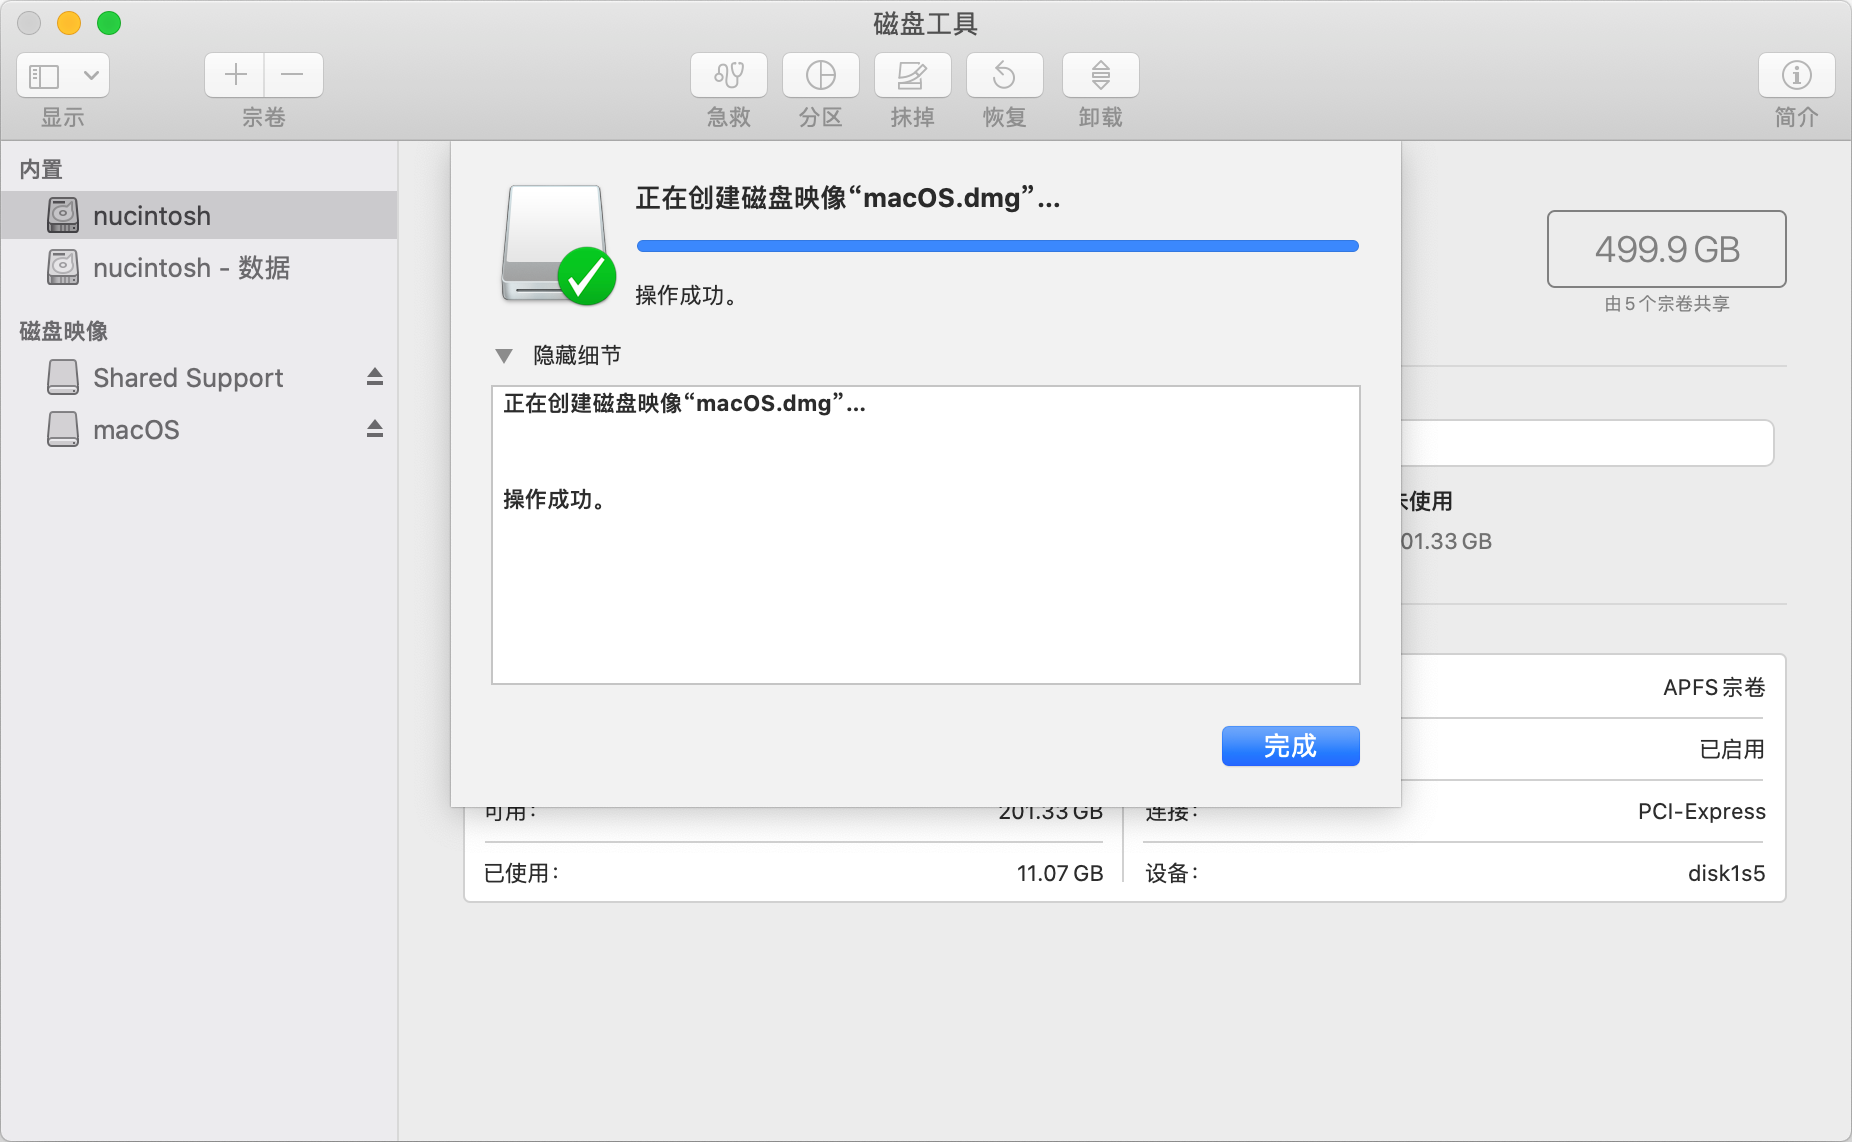 磁盘工具
显示
宗卷
急救
分区
抹掉
恢复
卸载
简介
内置
nucintosh
nucintosh - 数据
磁盘映像
Shared Support
macOS
正在创建磁盘映像“macOS.dmg”...
操作成功。
隐藏细节
正在创建磁盘映像“macOS.dmg”...
操作成功。
完成
499.9 GB
由 5 个宗卷共享
未使用
01.33 GB
APFS 宗卷
已启用
可用：
201.33 GB
连接：
PCI-Express
已使用：
11.07 GB
设备：
disk1s5